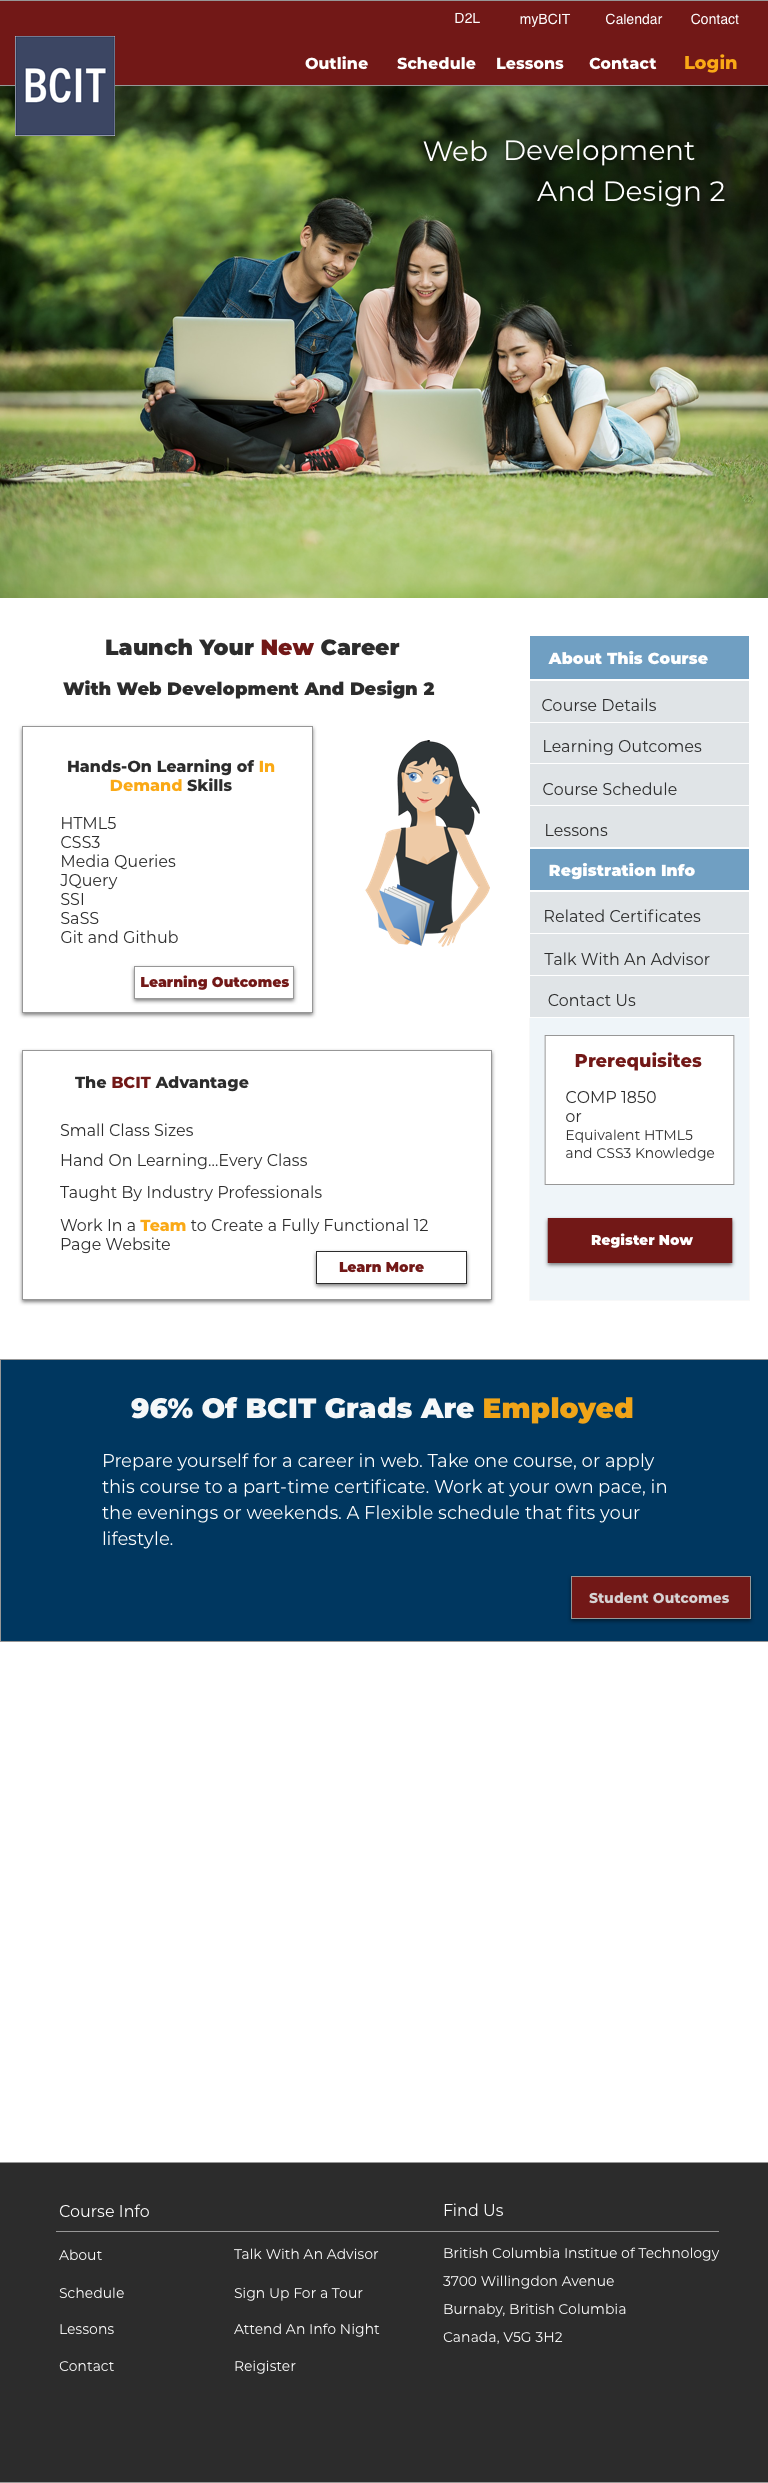 D2L myBCIT Calendar Contact
BCIT
Outline Schedule Lessons Contact Login
Web Development
And Design 2
Launch Your New Career
With Web Development And Design 2
Hands-On Learning of In
Demand Skills
HTML5
CSS3
Media Queries
JQuery
SSI
SaSS
Git and Github
Learning Outcomes
The BCIT Advantage
Small Class Sizes
Hand On Learning...Every Class
Taught By Industry Professionals
Work In a Team to Create a Fully Functional 12
Page Website
Learn More
About This Course
Course Details
Learning Outcomes
Course Schedule
Lessons
Registration Info
Related Certificates
Talk With An Advisor
Contact Us
Prerequisites
COMP 1850
or
Equivalent HTML5
and CSS3 Knowledge
Register Now
96% Of BCIT Grads Are Employed
Prepare yourself for a career in web. Take one course, or apply
this course to a part-time certificate. Work at your own pace, in
the evenings or weekends. A Flexible schedule that fits your
lifestyle.
Student Outcomes
Course Info
About
Schedule
Lessons
Contact
Talk With An Advisor
Sign Up For a Tour
Attend An Info Night
Reigister
Find Us
British Columbia Institue of Technology
3700 Willingdon Avenue
Burnaby, British Columbia
Canada, V5G 3H2